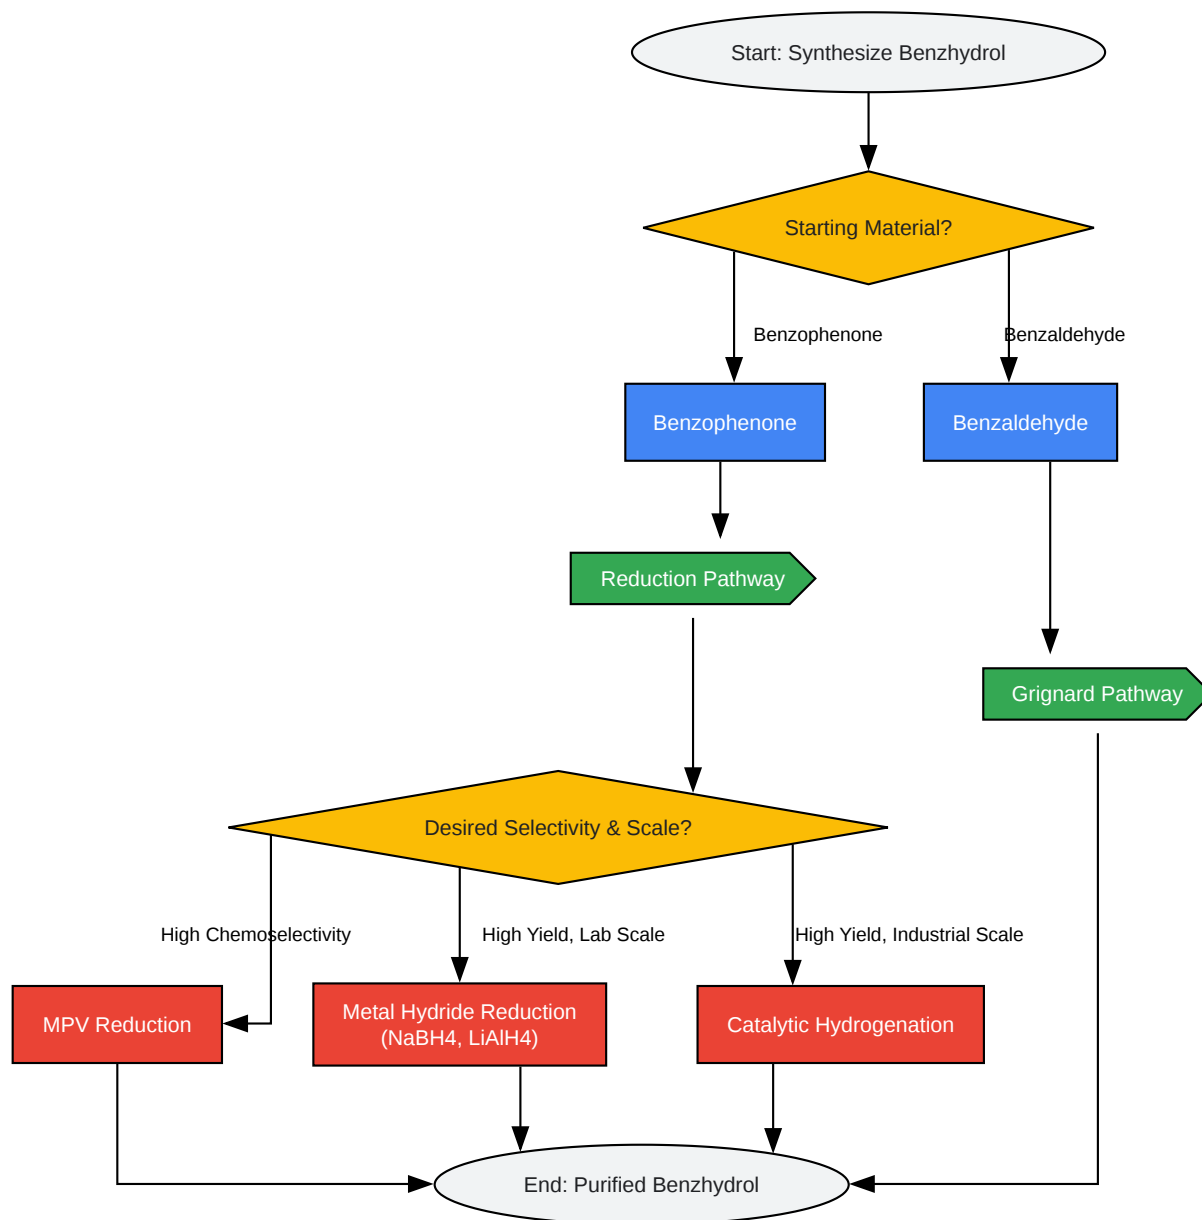 Start: Synthesize Benzhydrol
Starting Material?
Benzophenone
Benzaldehyde
Benzophenone
Benzaldehyde
Reduction Pathway
Grignard Pathway
Desired Selectivity & Scale?
High Chemoselectivity
High Yield, Lab Scale
High Yield, Industrial Scale
MPV Reduction
Metal Hydride Reduction
(NaBH4, LiAlH4)
Catalytic Hydrogenation
End: Purified Benzhydrol